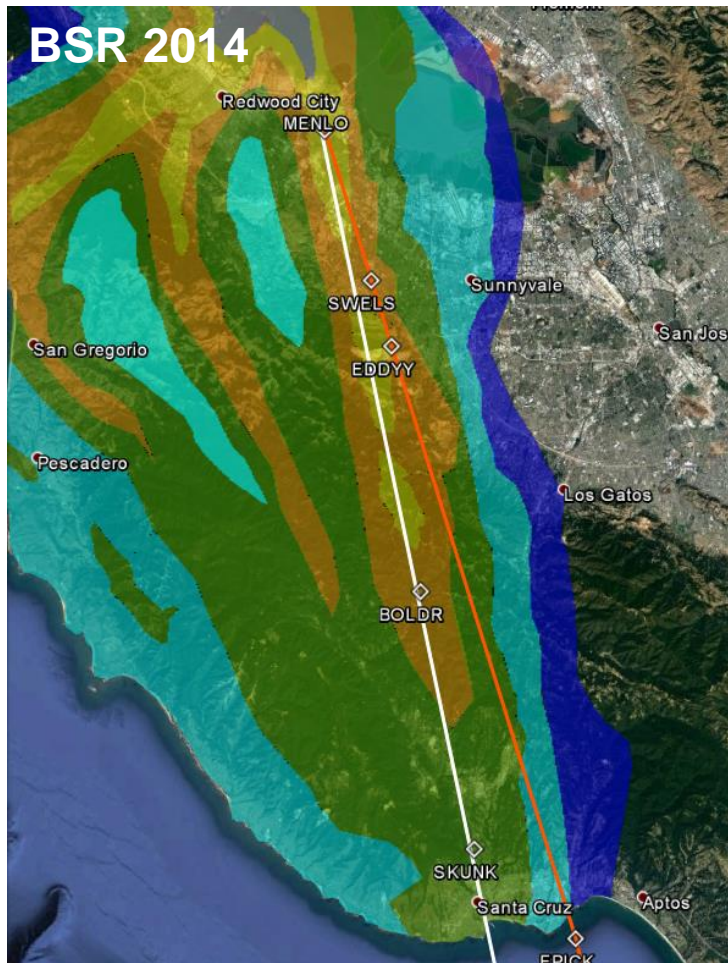 BSR 2014
Redwood City
MENLO
SWELS
Sunnyvale
EDDYY
San Gregorio
San Jos
Pescadero
Los Gatos
BOLDR
SKUNK
Santa Cruz
Aptos
EPICK